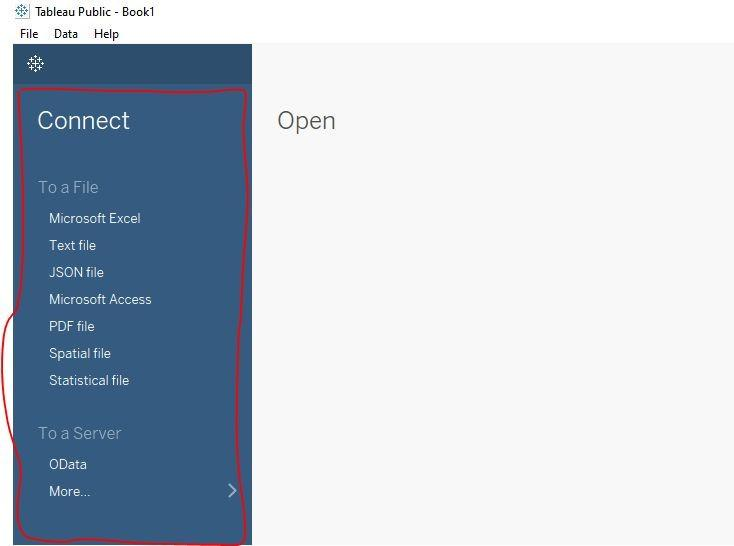 Tableau Public - Book1
File Data Help
Connect
Open
To a File
Microsoft Excel
Text file
JSON file
Microsoft Access
PDF file
Spatial file
Statistical file
To a Server
OData
More...